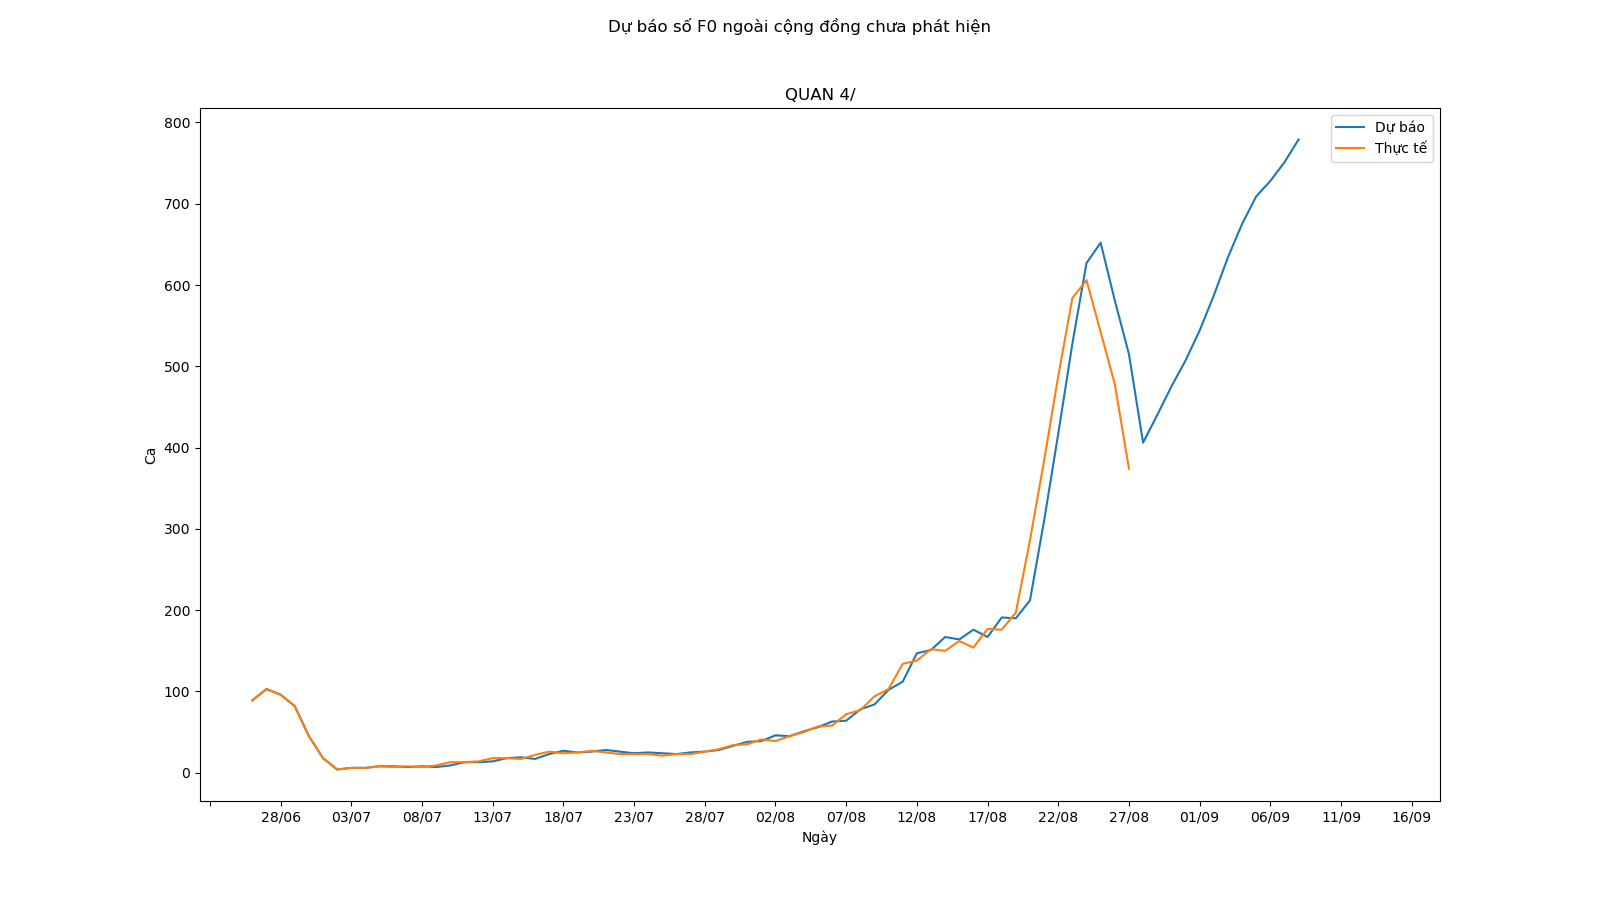 Dự báo số F0 ngoài cộng đồng chưa phát hiện
QUAN 4/
Dự báo
Thực tế
800
700
600
500
400
300
200
100
0
Ca
28/06 03/07 08/07 13/07 18/07 23/07 28/07 02/08 07/08 12/08 17/08 22/08 27/08 01/09 06/09 11/09 16/09
Ngày